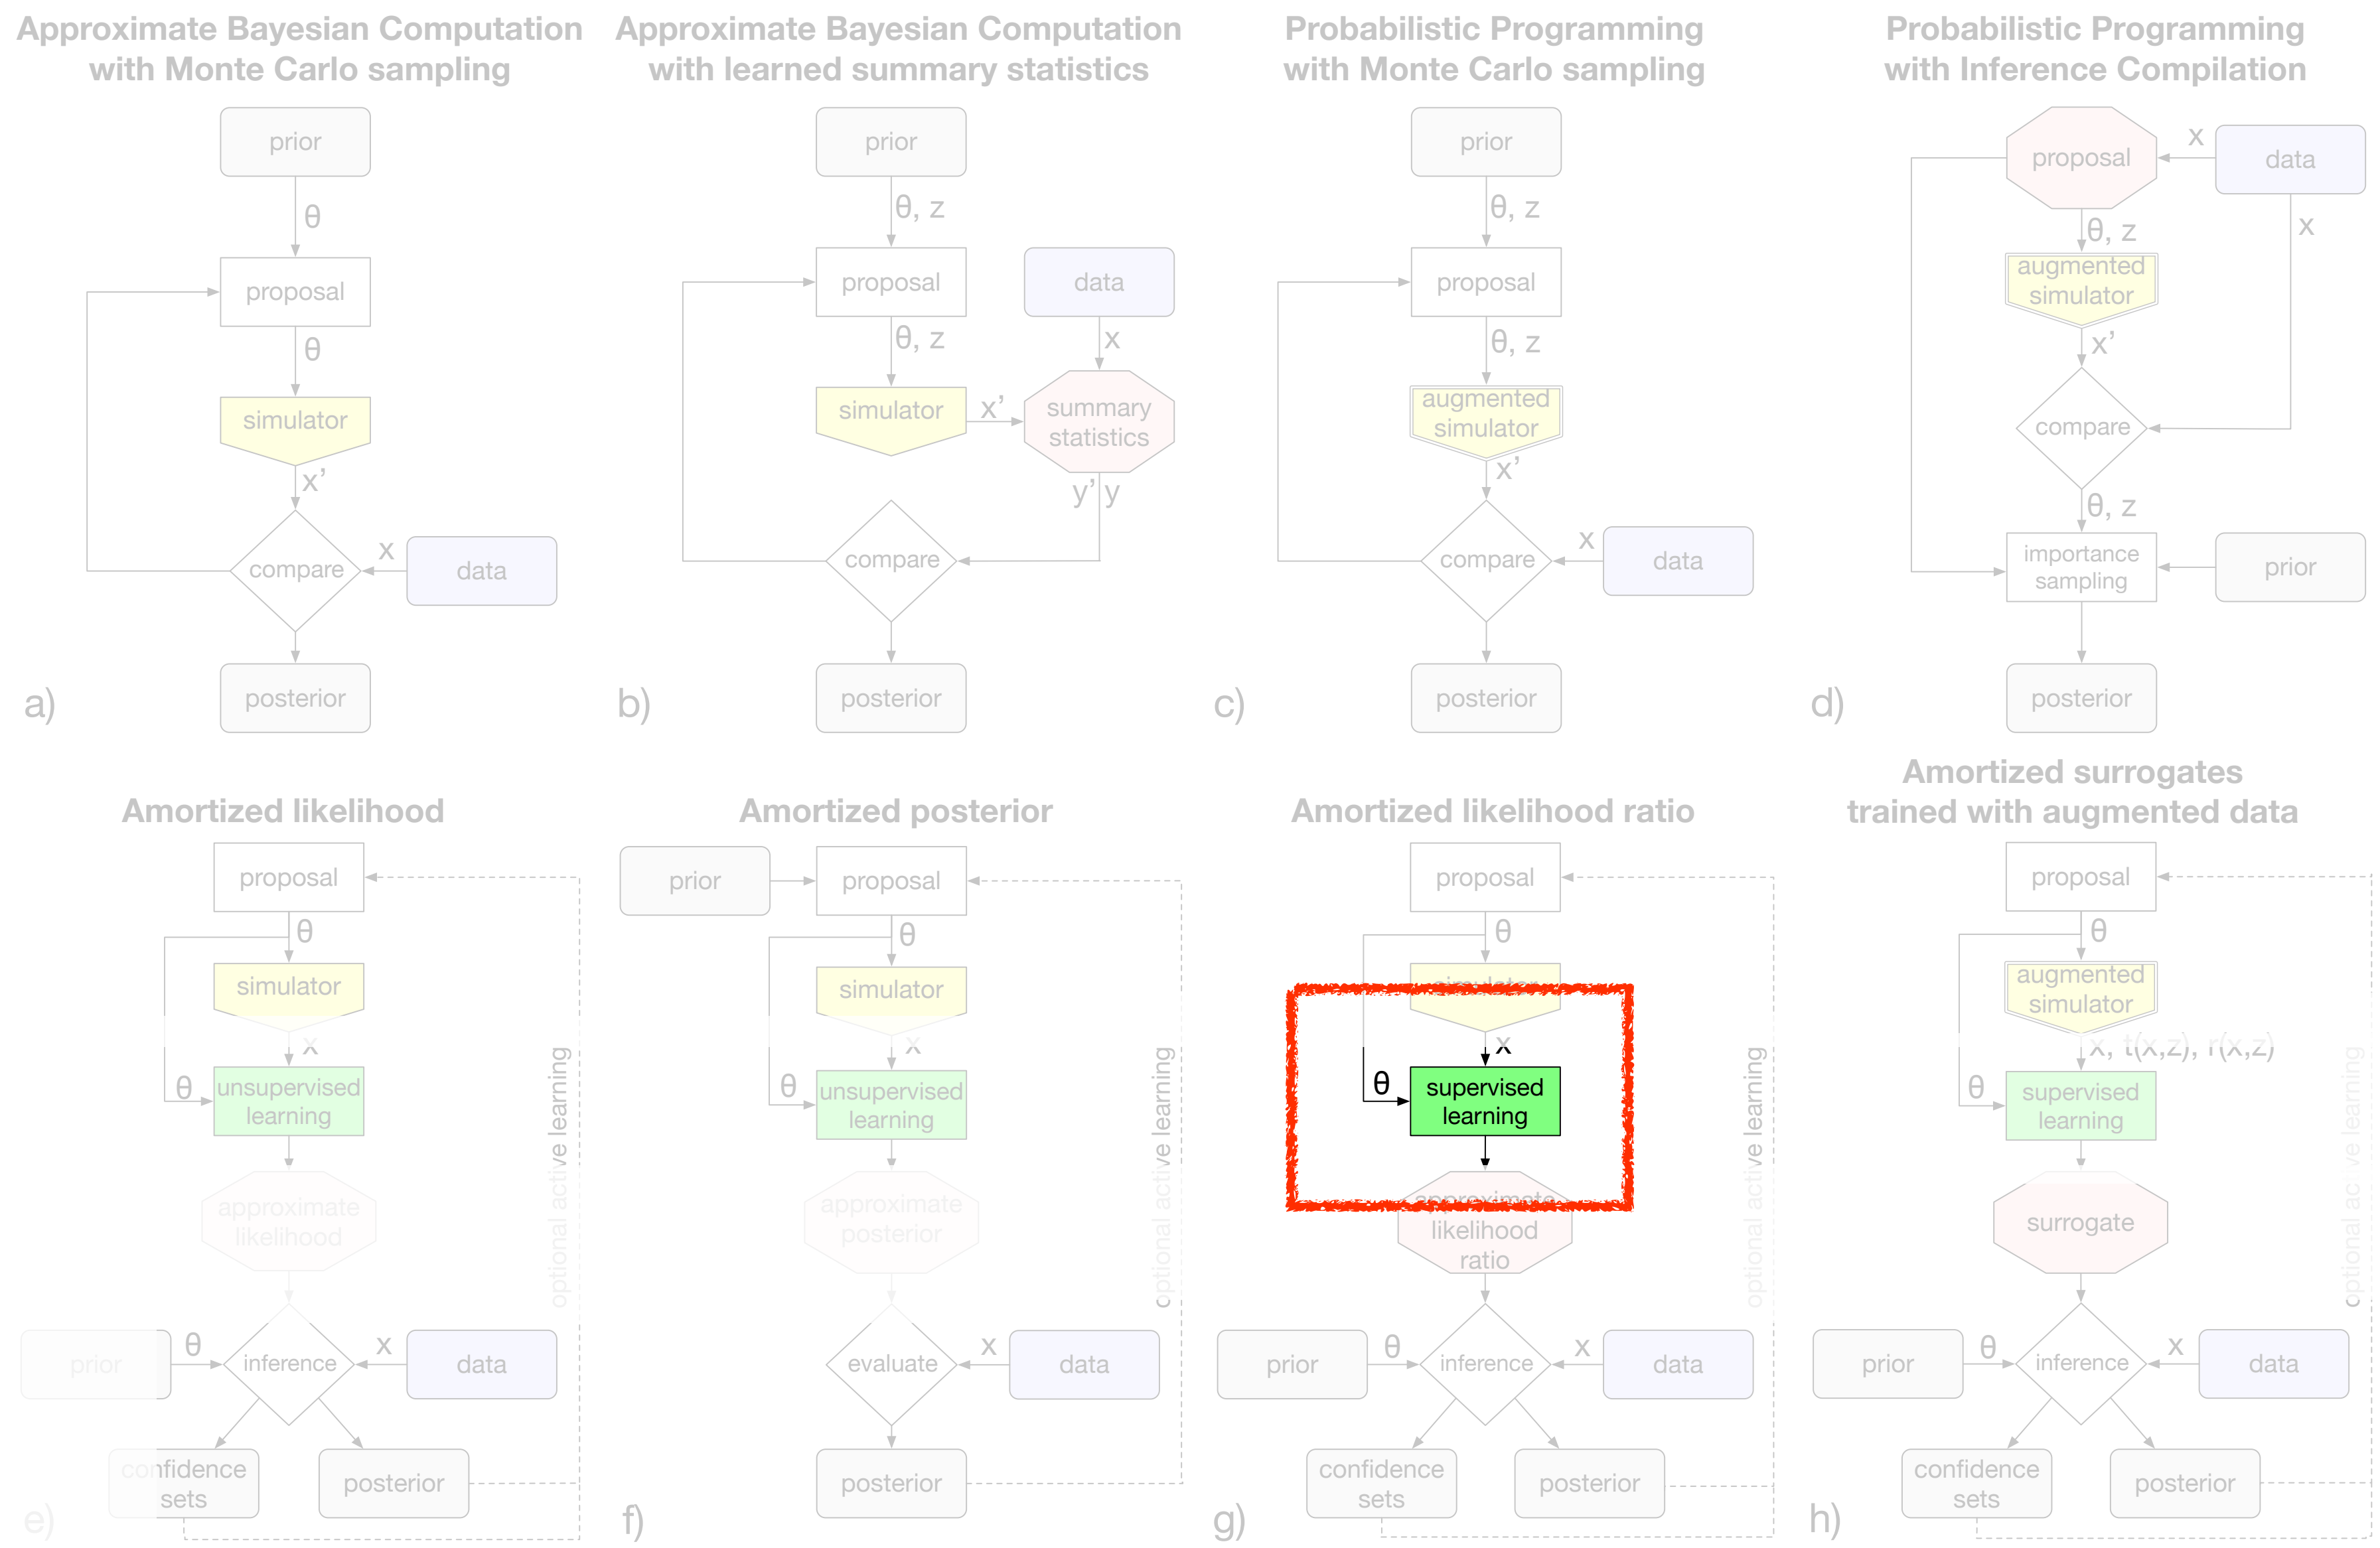 Approximate Bayesian Computation
with Monte Carlo sampling
prior
θ
proposal
θ
simulator
x’
compare
x
data
posterior
a)
Approximate Bayesian Computation
with learned summary statistics
prior
θ, z
proposal
data
θ, z
x
simulator
x’
summary
statistics
y’ y
compare
posterior
b)
Probabilistic Programming
with Monte Carlo sampling
prior
θ, z
proposal
θ, z
augmented
simulator
x’
compare
x
data
posterior
c)
Probabilistic Programming
with Inference Compilation
proposal
x
data
θ, z
x
augmented
simulator
x’
compare
θ, z
importance
sampling
prior
posterior
d)
Amortized likelihood
proposal
θ
simulator
x
θ
unsupervised
learning
approximate
likelihood
optional active learning
prior
θ
inference
x
data
confidence
sets
posterior
e)
Amortized posterior
prior
proposal
θ
simulator
x
θ
unsupervised
learning
approximate
posterior
optional active learning
evaluate
x
data
posterior
f)
Amortized likelihood ratio
proposal
θ
simulator
x
θ
supervised
learning
approximate
likelihood
ratio
optional active learning
prior
θ
inference
x
data
confidence
sets
posterior
g)
Amortized surrogates
trained with augmented data
proposal
θ
augmented
simulator
x, t(x,z), r(x,z)
θ
supervised
learning
surrogate
optional active learning
prior
θ
inference
x
data
confidence
sets
posterior
h)